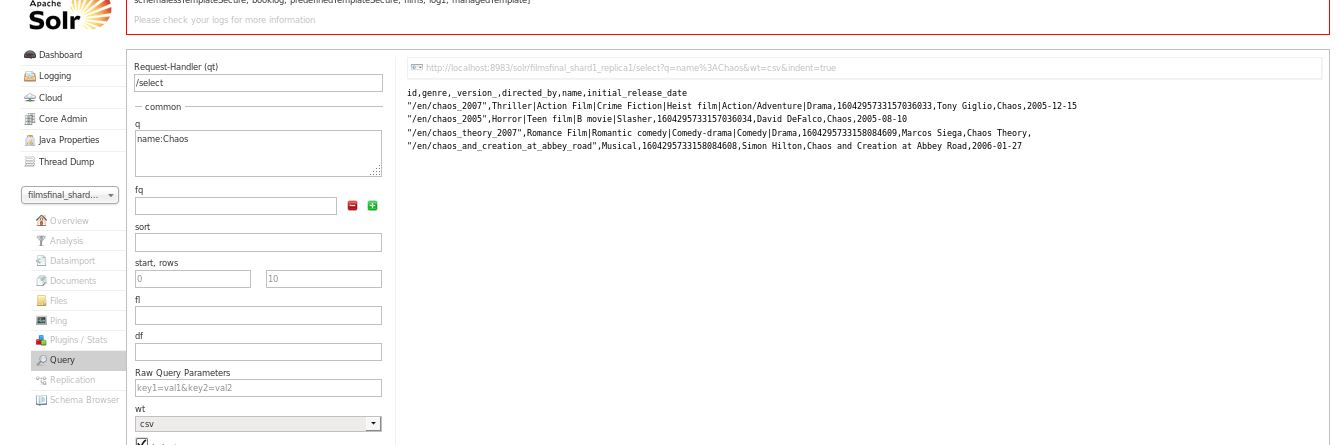 Apache
Solr
schemalessTemplateSecure, booklog, predefinedTemplateSecure, films, log1, managedTemplate}
Please check your logs for more information
Dashboard
Logging
Cloud
Core Admin
Java Properties
Thread Dump
filmsfinal_shard...
Overview
Analysis
Dataimport
Documents
Files
Ping
Plugins / Stats
Query
Replication
Schema Browser
Request-Handler (qt)
/select
common
q
name:Chaos
fq
sort
start, rows
0 10
fl
df
Raw Query Parameters
key1=val1&key2=val2
wt
csv
http://localhost:8983/solr/filmsfinal_shard1_replica1/select?q=name%3AChaos&wt=csv&indent=true
id,genre,_version_,directed_by,name,initial_release_date
"/en/chaos_2007",Thriller|Action Film|Crime Fiction|Heist film|Action/Adventure|Drama,1604295733157036033,Tony Giglio,Chaos,2005-12-15
"/en/chaos_2005",Horror|Teen film|B movie|Slasher,1604295733157036034,David DeFalco,Chaos,2005-08-10
"/en/chaos_theory_2007",Romance Film|Romantic comedy|Comedy-drama|Comedy|Drama,1604295733158084609,Marcos Siega,Chaos Theory,
"/en/chaos_and_creation_at_abbey_road",Musical,1604295733158084608,Simon Hilton,Chaos and Creation at Abbey Road,2006-01-27